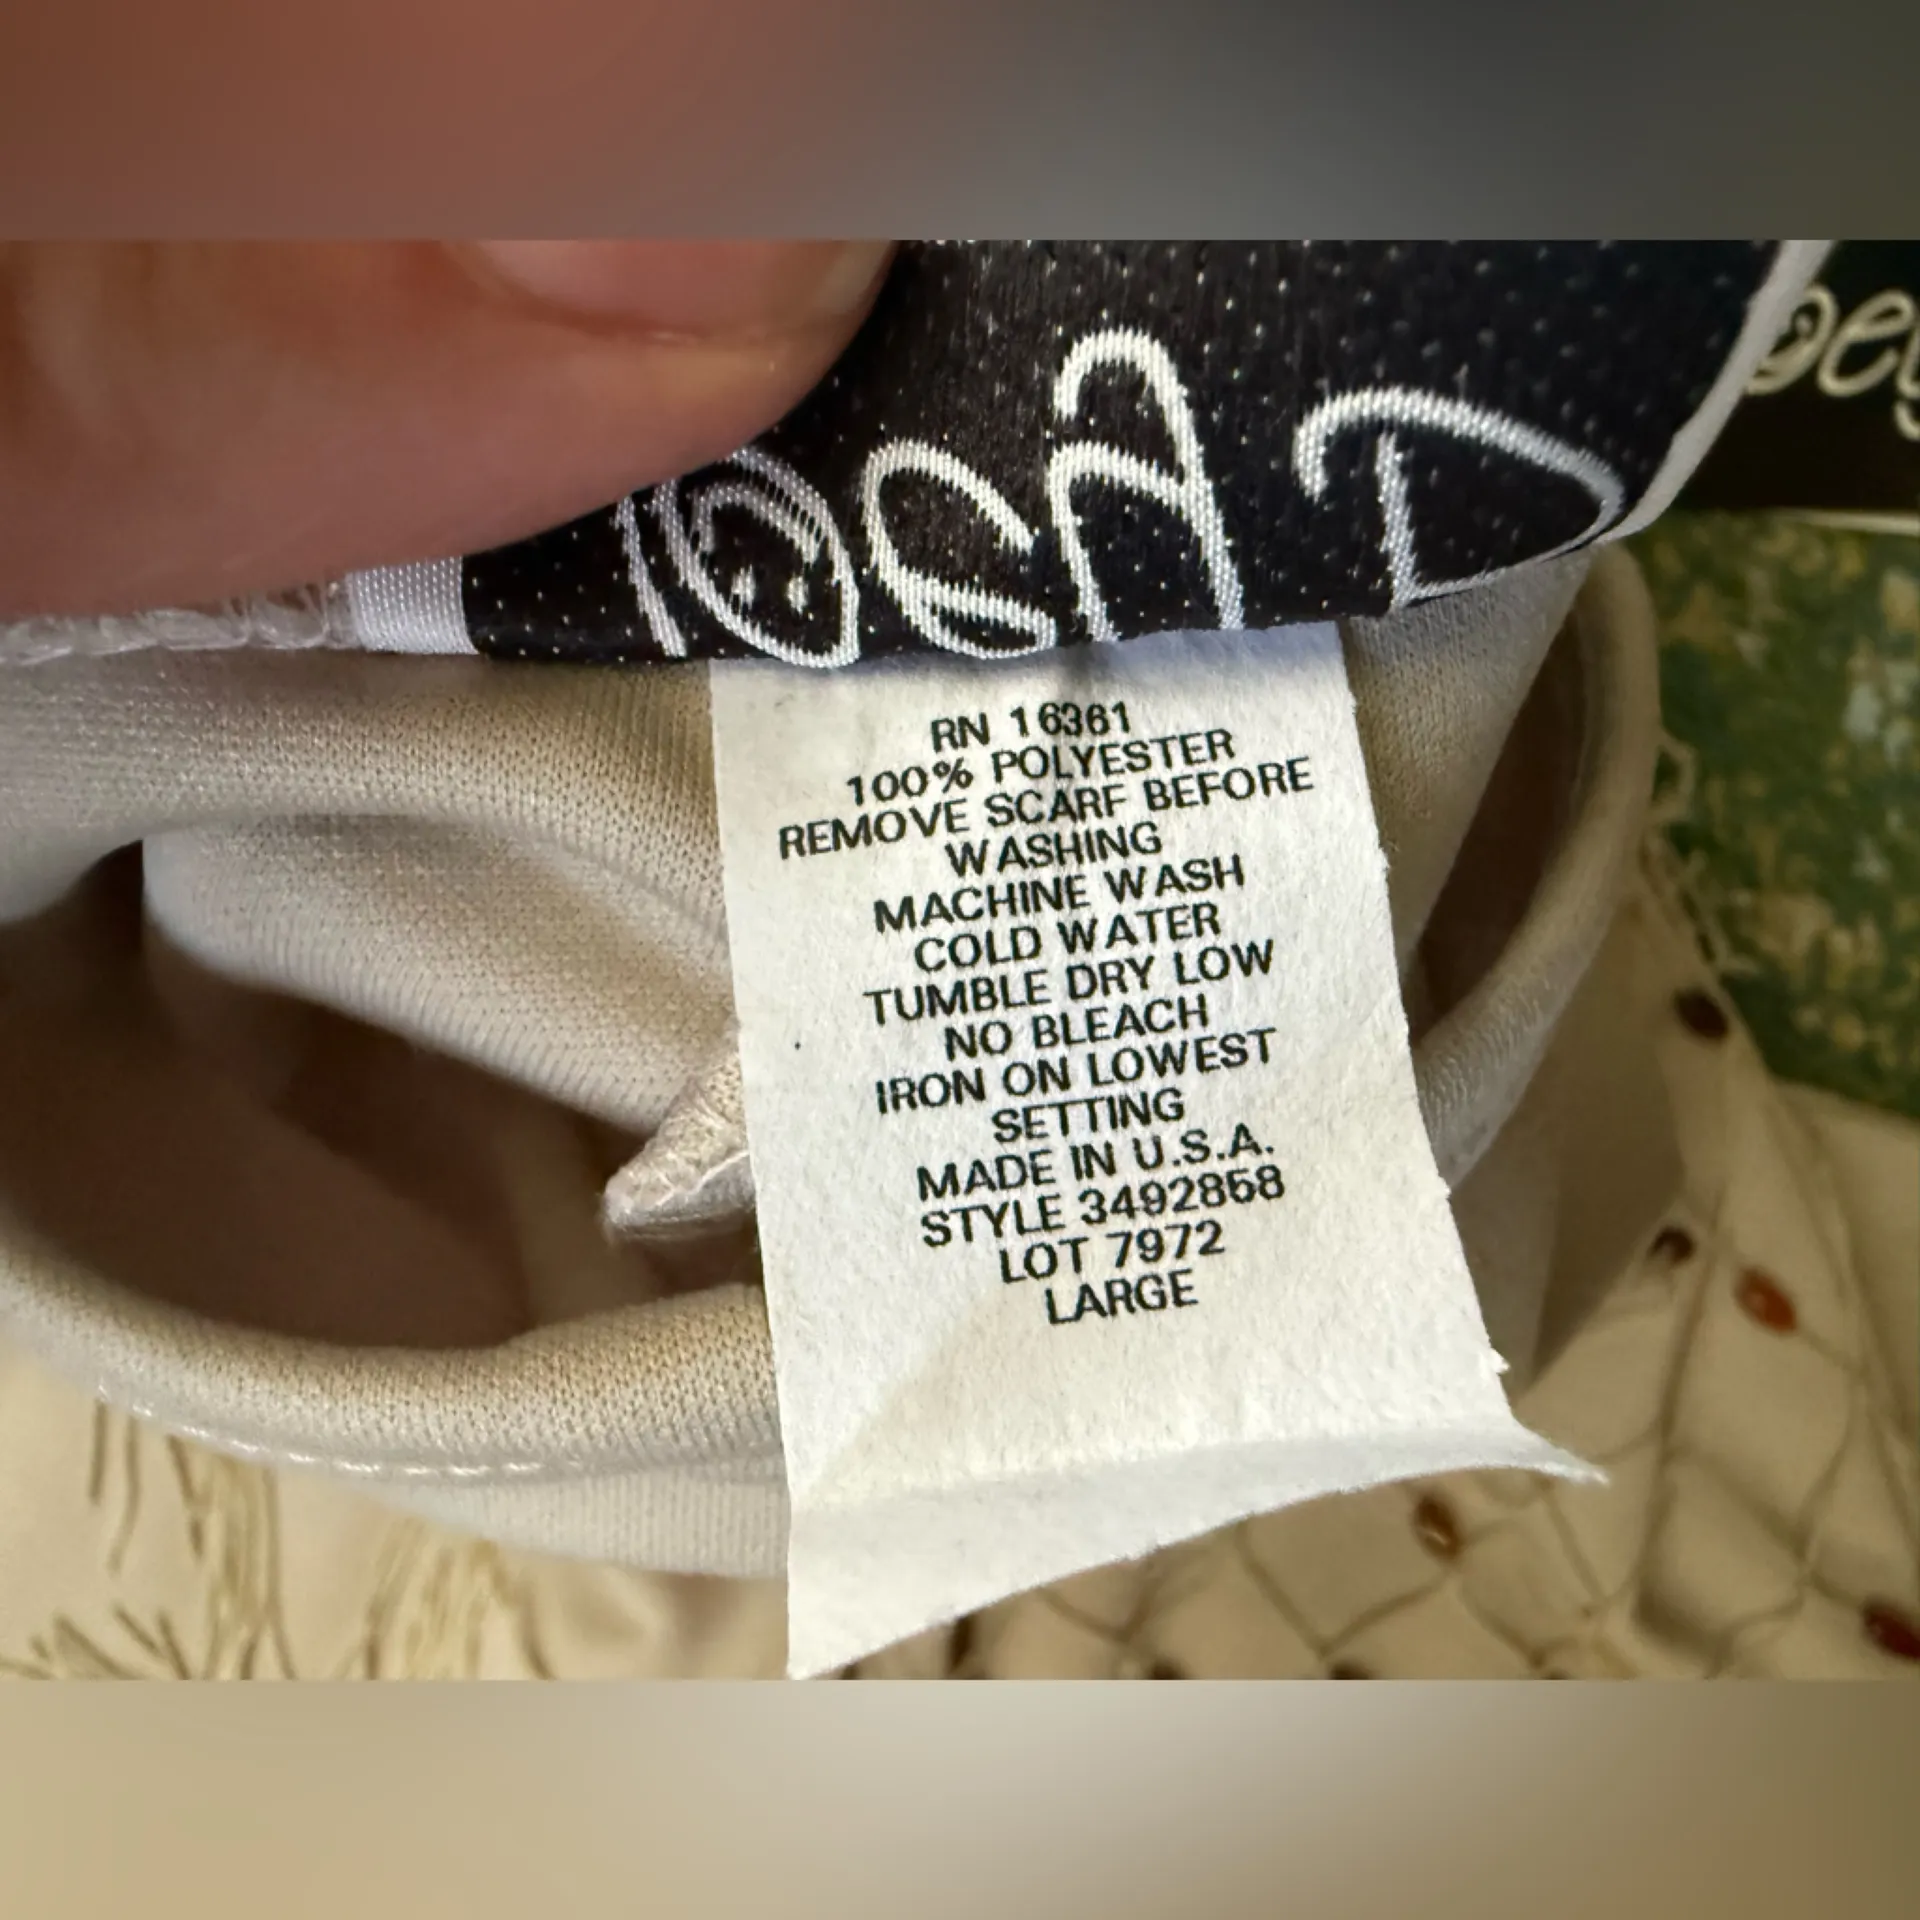 RN 16361
100% POLYESTER
REMOVE SCARF BEFORE
WASHING
MACHINE WASH
COLD WATER
TUMBLE DRY LOW
NO BLEACH
IRON ON LOWEST
SETTING
MADE IN U.S.A.
STYLE 3492858
LOT 7972
LARGE